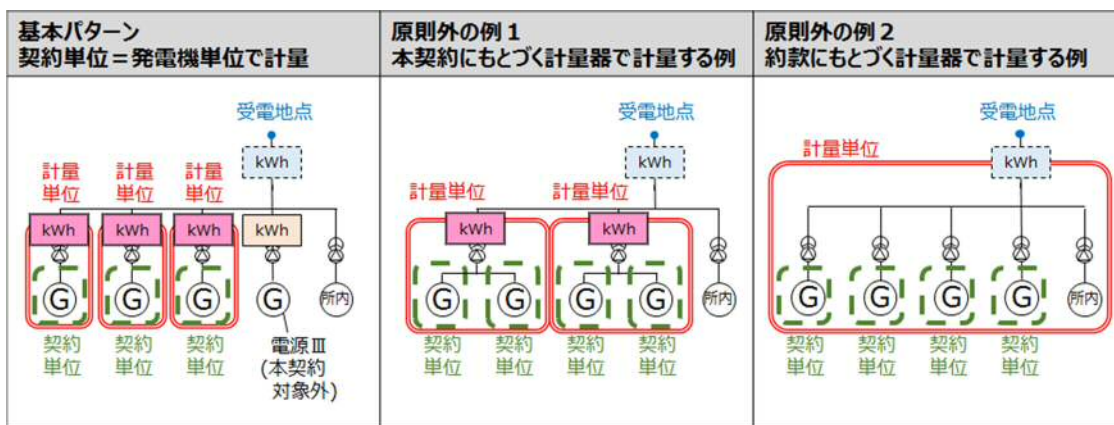 基本パターン
契約単位＝発電機単位で計量
受電地点
kWh
計量
単位
計量
単位
計量
単位
kWh
kWh
kWh
kWh
G
G
G
G
所内
契約
単位
契約
単位
契約
単位
電源Ⅲ
(本契約
対象外)
原則外の例１
本契約にもとづく計量器で計量する例
受電地点
kWh
計量単位
計量単位
kWh
kWh
G
G
G
G
所内
契約
単位
契約
単位
契約
単位
契約
単位
原則外の例２
約款にもとづく計量器で計量する例
受電地点
計量単位
kWh
G
G
G
G
所内
契約
単位
契約
単位
契約
単位
契約
単位